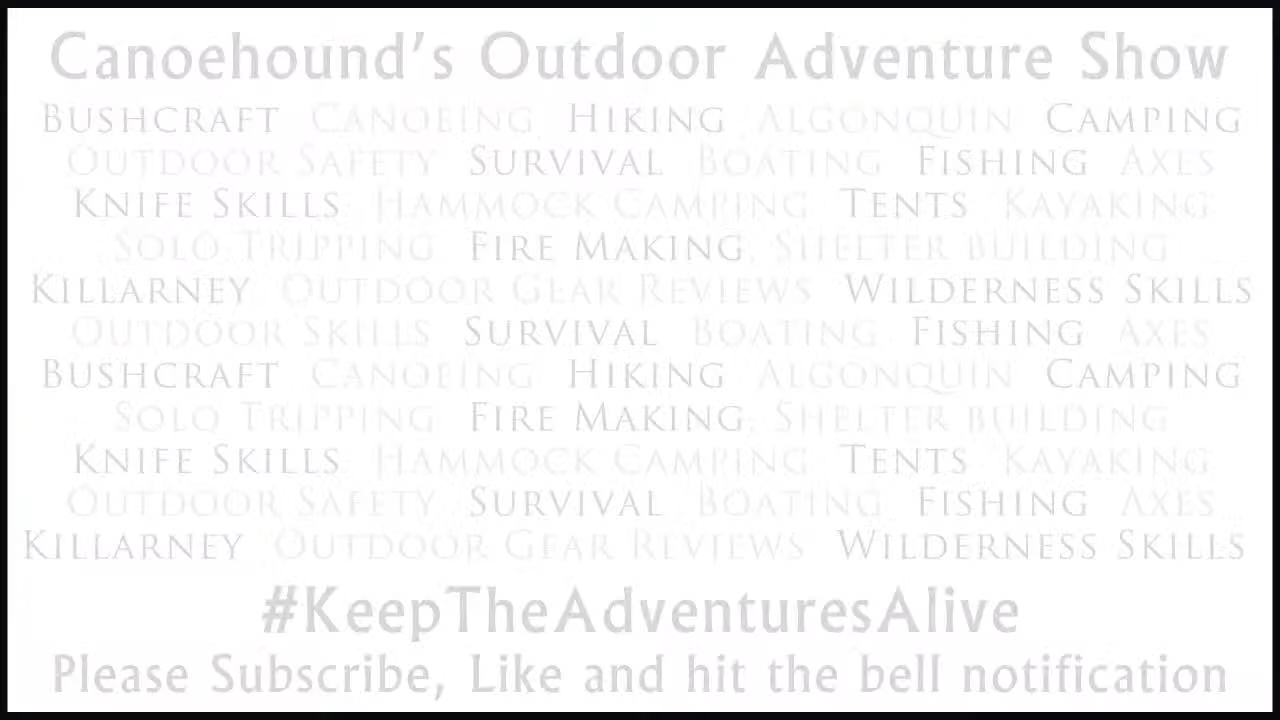 Canoehound's Outdoor Adventure Show
Bushcraft Canoeing Hiking Algonquin Camping
Outdoor Safety Survival Boating Fishing Axes
Knife Skills Hammock Camping Tents Kayaking
Solo Tripping Fire Making Shelter building
Killarney Outdoor Gear Reviews Wilderness Skills
Outdoor Skills Survival Boating Fishing Axes
Bushcraft Canoeing Hiking Algonquin Camping
Solo Tripping Fire Making Shelter building
Knife Skills Hammock Camping Tents Kayaking
Outdoor Safety Survival Boating Fishing Axes
Killarney Outdoor Gear Reviews Wilderness Skills
#KeepTheAdventuresAlive
Please Subscribe, Like and hit the bell notification